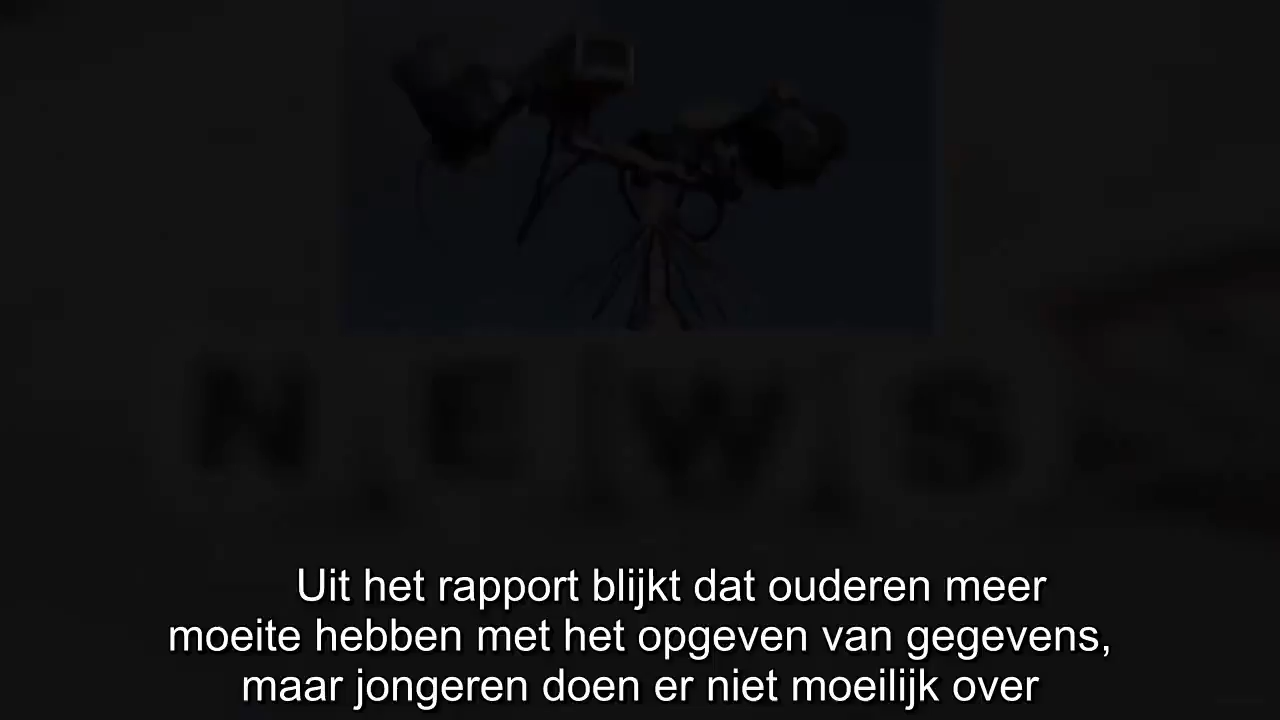 N E W S
Uit het rapport blijkt dat ouderen meer
moeite hebben met het opgeven van gegevens,
maar jongeren doen er niet moeilijk over